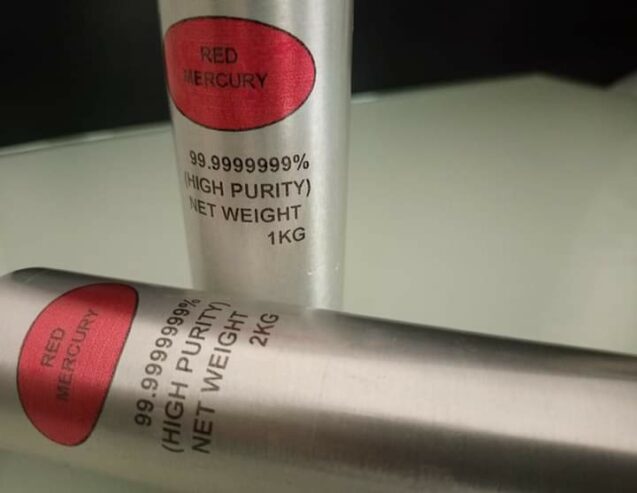 RED
MERCURY
99.9999999%
(HIGH PURITY)
NET WEIGHT
1KG
RED
MERCURY
99.9999999%
(HIGH PURITY)
NET WEIGHT
2KG